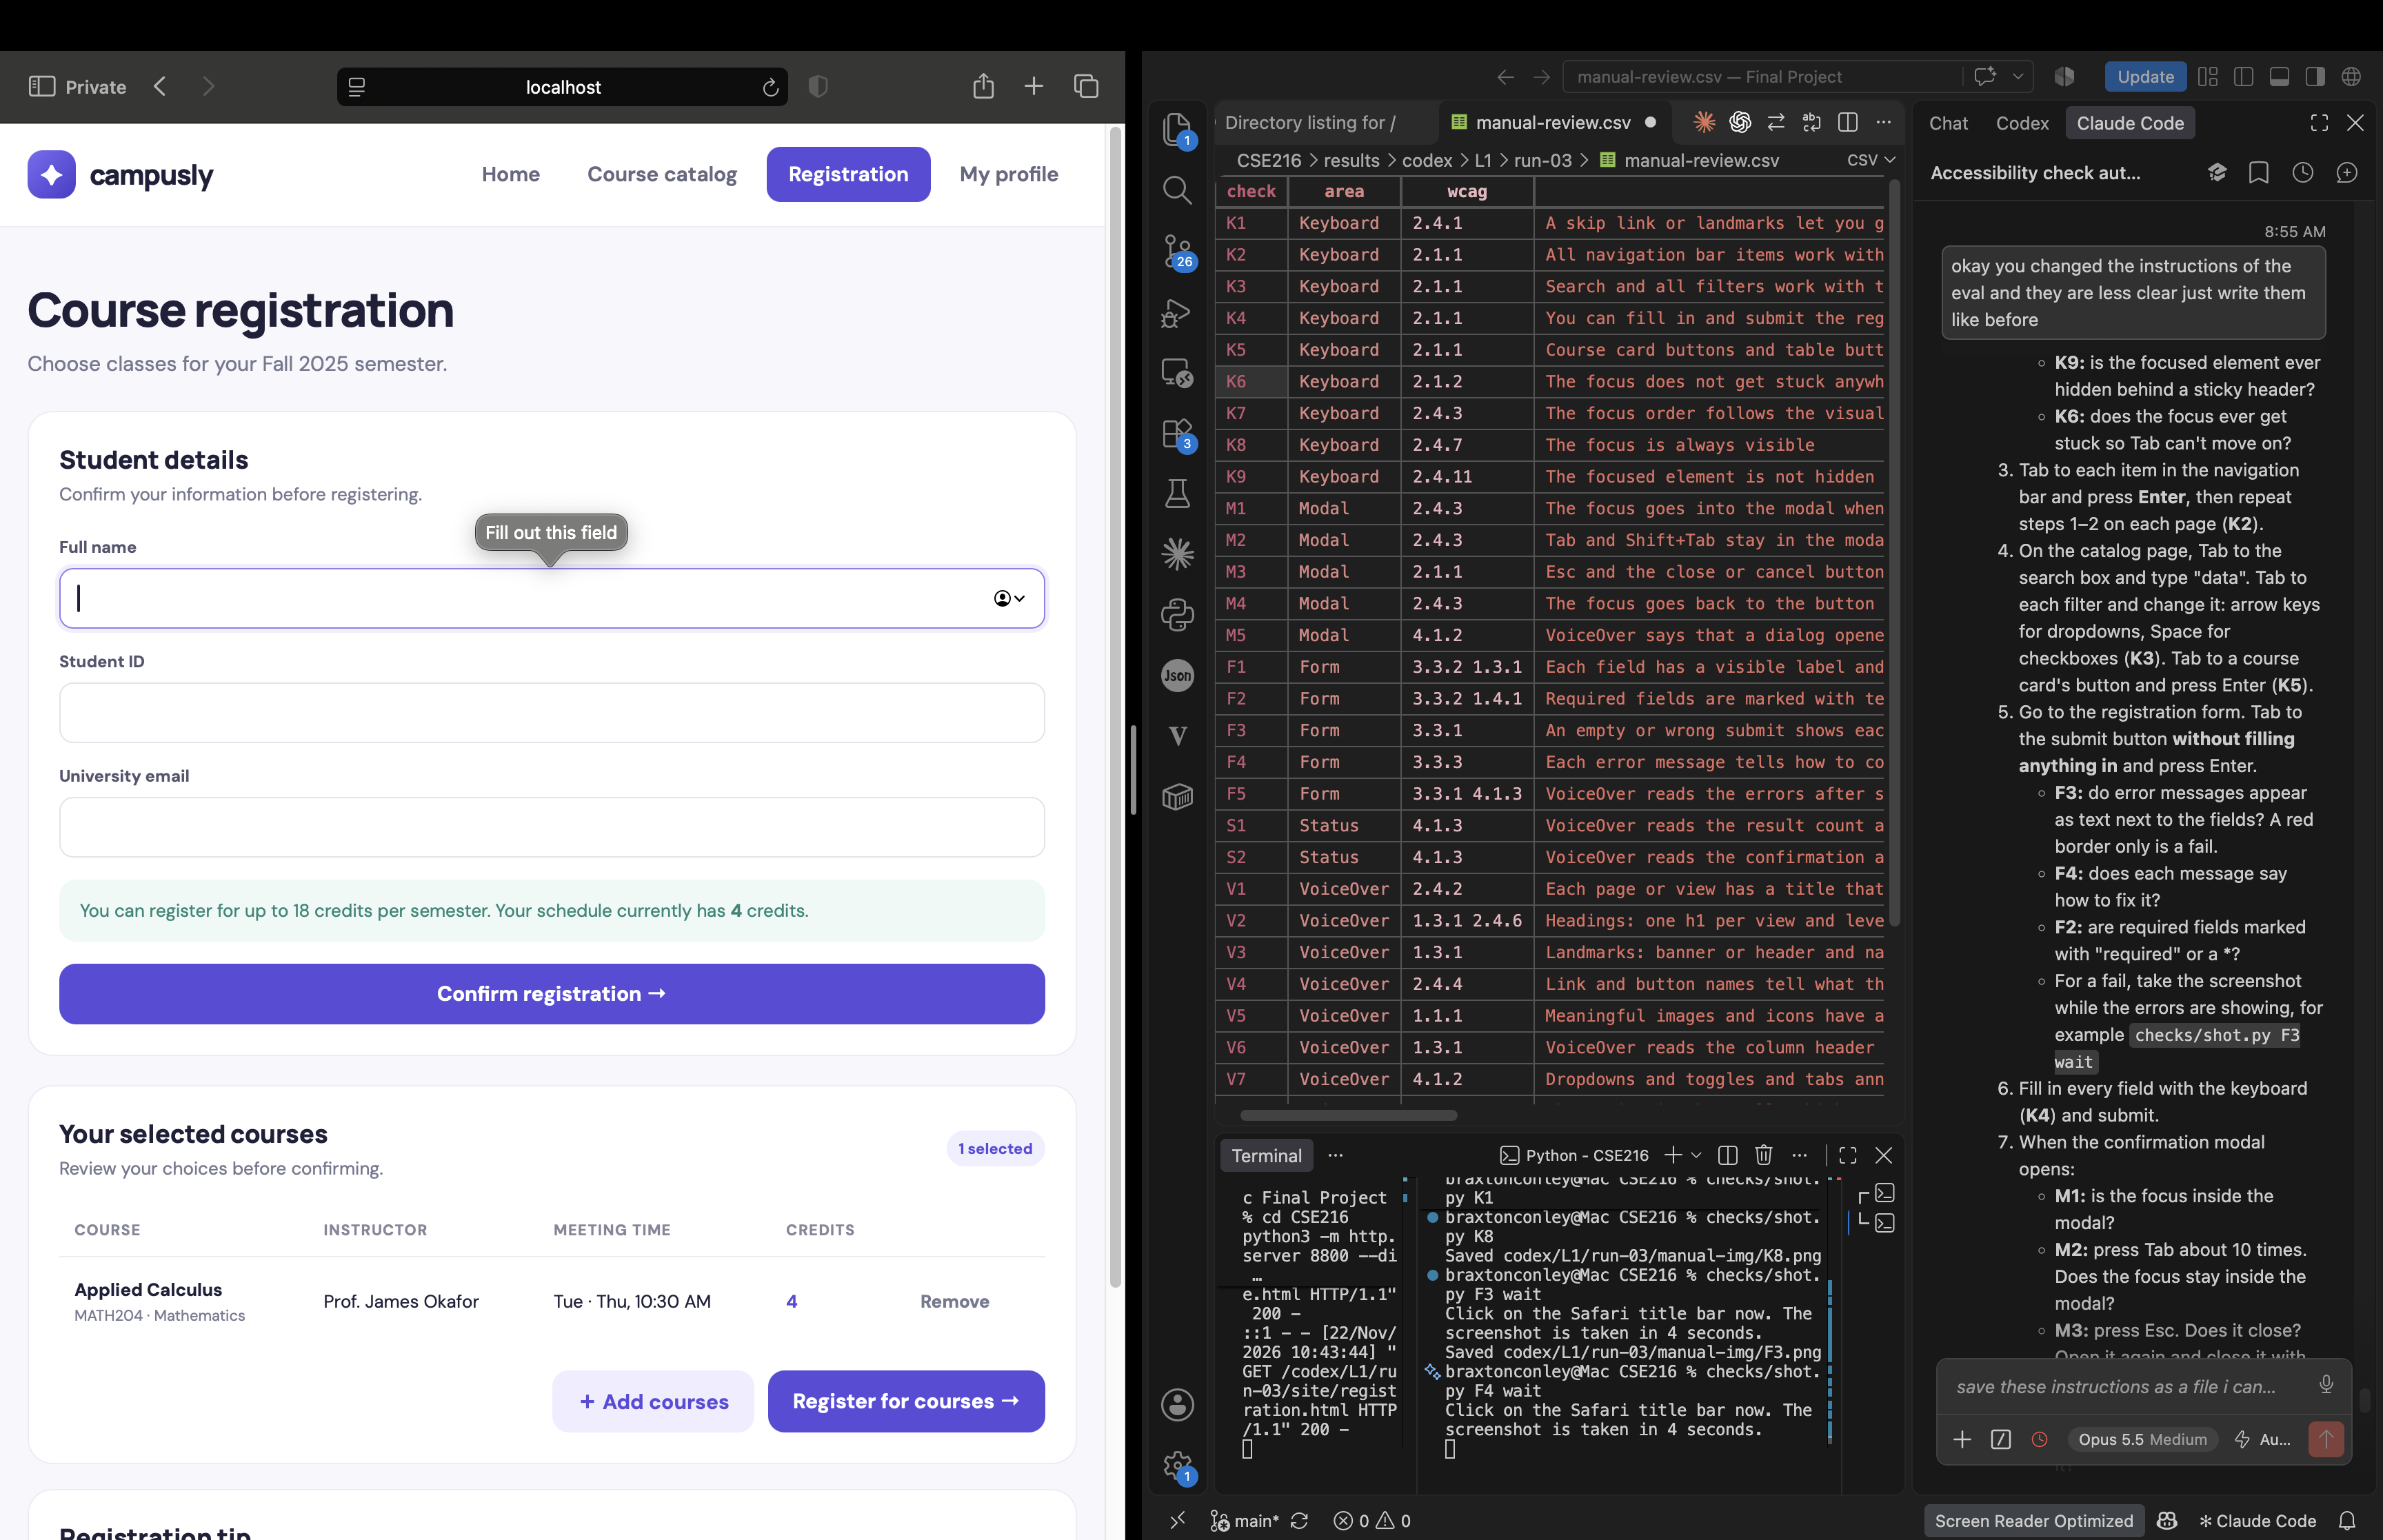 Private
localhost
campusly
Home
Course catalog
Registration
My profile
Course registration
Choose classes for your Fall 2025 semester.
Student details
Confirm your information before registering.
Fill out this field
Full name
Student ID
University email
You can register for up to 18 credits per semester. Your schedule currently has 4 credits.
Confirm registration →
Your selected courses
Review your choices before confirming.
1 selected
COURSE INSTRUCTOR MEETING TIME CREDITS
Applied Calculus
MATH204 · Mathematics
Prof. James Okafor
Tue · Thu, 10:30 AM
4
Remove
+ Add courses
Register for courses →
Registration tip
manual-review.csv — Final Project
Update
1
26
3
Json
V
1
Directory listing for /
manual-review.csv
CSE216 > results > codex > L1 > run-03 > manual-review.csv
CSV
check area wcag
K1 Keyboard 2.4.1 A skip link or landmarks let you g
K2 Keyboard 2.1.1 All navigation bar items work with
K3 Keyboard 2.1.1 Search and all filters work with t
K4 Keyboard 2.1.1 You can fill in and submit the reg
K5 Keyboard 2.1.1 Course card buttons and table butt
K6 Keyboard 2.1.2 The focus does not get stuck anywh
K7 Keyboard 2.4.3 The focus order follows the visual
K8 Keyboard 2.4.7 The focus is always visible
K9 Keyboard 2.4.11 The focused element is not hidden
M1 Modal 2.4.3 The focus goes into the modal when
M2 Modal 2.4.3 Tab and Shift+Tab stay in the moda
M3 Modal 2.1.1 Esc and the close or cancel button
M4 Modal 2.4.3 The focus goes back to the button
M5 Modal 4.1.2 VoiceOver says that a dialog opene
F1 Form 3.3.2 1.3.1 Each field has a visible label and
F2 Form 3.3.2 1.4.1 Required fields are marked with te
F3 Form 3.3.1 An empty or wrong submit shows eac
F4 Form 3.3.3 Each error message tells how to co
F5 Form 3.3.1 4.1.3 VoiceOver reads the errors after s
S1 Status 4.1.3 VoiceOver reads the result count a
S2 Status 4.1.3 VoiceOver reads the confirmation a
V1 VoiceOver 2.4.2 Each page or view has a title that
V2 VoiceOver 1.3.1 2.4.6 Headings: one h1 per view and leve
V3 VoiceOver 1.3.1 Landmarks: banner or header and na
V4 VoiceOver 2.4.4 Link and button names tell what th
V5 VoiceOver 1.1.1 Meaningful images and icons have a
V6 VoiceOver 1.3.1 VoiceOver reads the column header
V7 VoiceOver 4.1.2 Dropdowns and toggles and tabs ann
Terminal
Python - CSE216
c Final Project
% cd CSE216
python3 -m http.
server 8800 --di
…
e.html HTTP/1.1"
200 -
::1 - - [22/Nov/
2026 10:43:44] "
GET /codex/L1/ru
n-03/site/regist
ration.html HTTP
/1.1" 200 -
braxtonconley@Mac CSE216 % checks/shot.
py K1
braxtonconley@Mac CSE216 % checks/shot.
py K8
Saved codex/L1/run-03/manual-img/K8.png
braxtonconley@Mac CSE216 % checks/shot.
py F3 wait
Click on the Safari title bar now. The
screenshot is taken in 4 seconds.
Saved codex/L1/run-03/manual-img/F3.png
braxtonconley@Mac CSE216 % checks/shot.
py F4 wait
Click on the Safari title bar now. The
screenshot is taken in 4 seconds.
Chat
Codex
Claude Code
Accessibility check aut...
8:55 AM
okay you changed the instructions of the
eval and they are less clear just write them
like before
K9: is the focused element ever
hidden behind a sticky header?
K6: does the focus ever get
stuck so Tab can't move on?
3. Tab to each item in the navigation
bar and press Enter, then repeat
steps 1–2 on each page (K2).
4. On the catalog page, Tab to the
search box and type "data". Tab to
each filter and change it: arrow keys
for dropdowns, Space for
checkboxes (K3). Tab to a course
card's button and press Enter (K5).
5. Go to the registration form. Tab to
the submit button without filling
anything in and press Enter.
F3: do error messages appear
as text next to the fields? A red
border only is a fail.
F4: does each message say
how to fix it?
F2: are required fields marked
with "required" or a *?
For a fail, take the screenshot
while the errors are showing, for
example checks/shot.py F3
wait
6. Fill in every field with the keyboard
(K4) and submit.
7. When the confirmation modal
opens:
M1: is the focus inside the
modal?
M2: press Tab about 10 times.
Does the focus stay inside the
modal?
M3: press Esc. Does it close?
Open it again and close it with
save these instructions as a file i can...
Opus 5.5 Medium
Au...
main*
0
0
Screen Reader Optimized
Claude Code